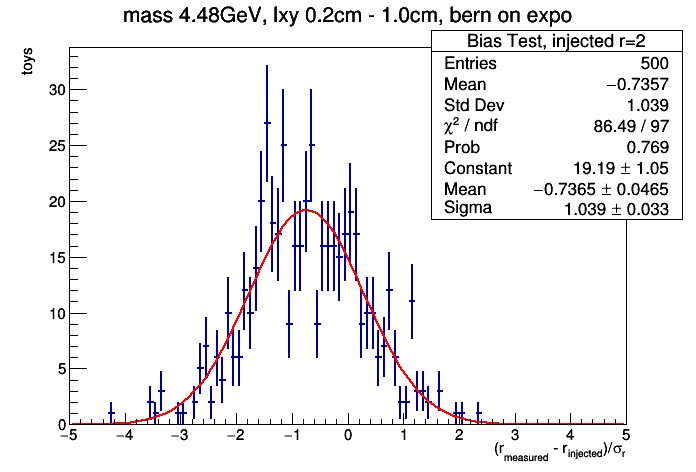 mass 4.48GeV, lxy 0.2cm - 1.0cm, bern on expo
Bias Test, injected r=2
Entries 500
Mean −0.7357
Std Dev 1.039
χ² / ndf 86.49 / 97
Prob 0.769
Constant 19.19 ± 1.05
Mean −0.7365 ± 0.0465
Sigma 1.039 ± 0.033
toys
30
25
20
15
10
5
0
−5 −4 −3 −2 −1 0 1 2 3 4 5
(r_measured - r_injected)/σ_r